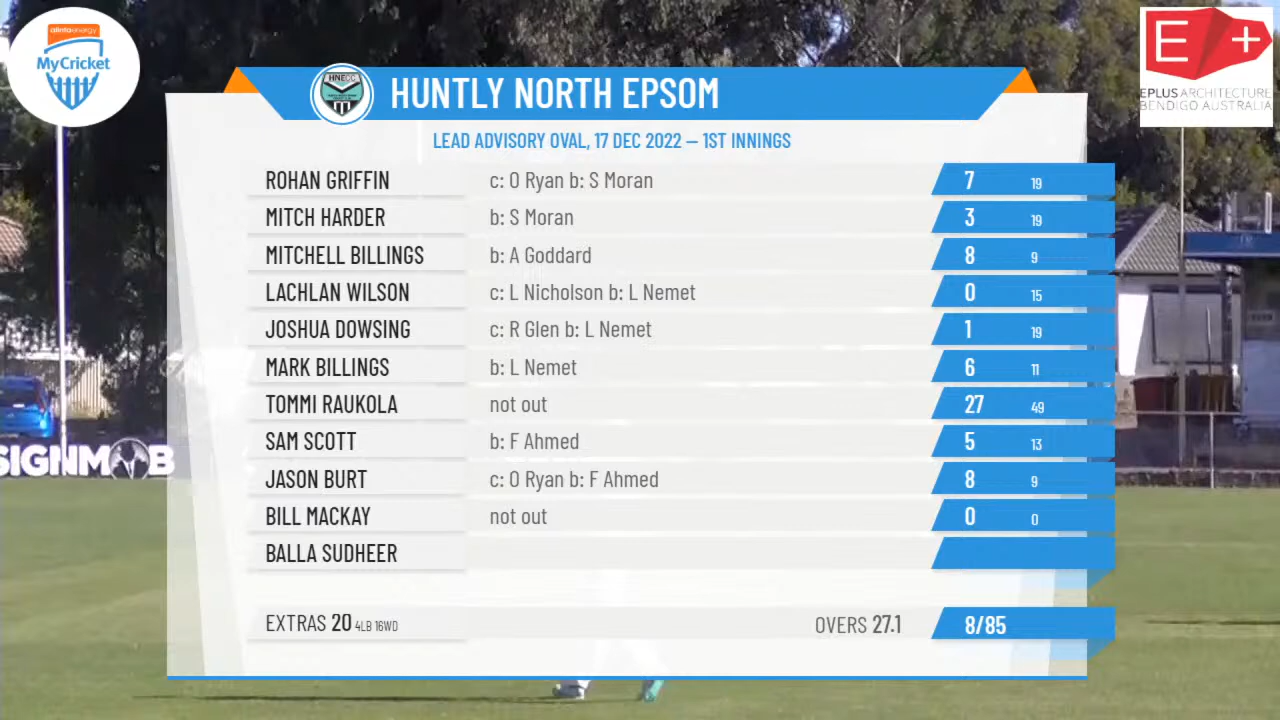 alinta energy
MyCricket
E+
EPLUS ARCHITECTURE
BENDIGO AUSTRALIA
HNECC
HUNTLY NORTH EPSOM
LEAD ADVISORY OVAL, 17 DEC 2022 – 1ST INNINGS
ROHAN GRIFFIN c: O Ryan b: S Moran 7 19
MITCH HARDER b: S Moran 3 19
MITCHELL BILLINGS b: A Goddard 8 9
LACHLAN WILSON c: L Nicholson b: L Nemet 0 15
JOSHUA DOWSING c: R Glen b: L Nemet 1 19
MARK BILLINGS b: L Nemet 6 11
TOMMI RAUKOLA not out 27 49
SAM SCOTT b: F Ahmed 5 13
JASON BURT c: O Ryan b: F Ahmed 8 9
BILL MACKAY not out 0 0
BALLA SUDHEER
EXTRAS 20 4LB 16WD OVERS 27.1 8/85
SIGNMOB